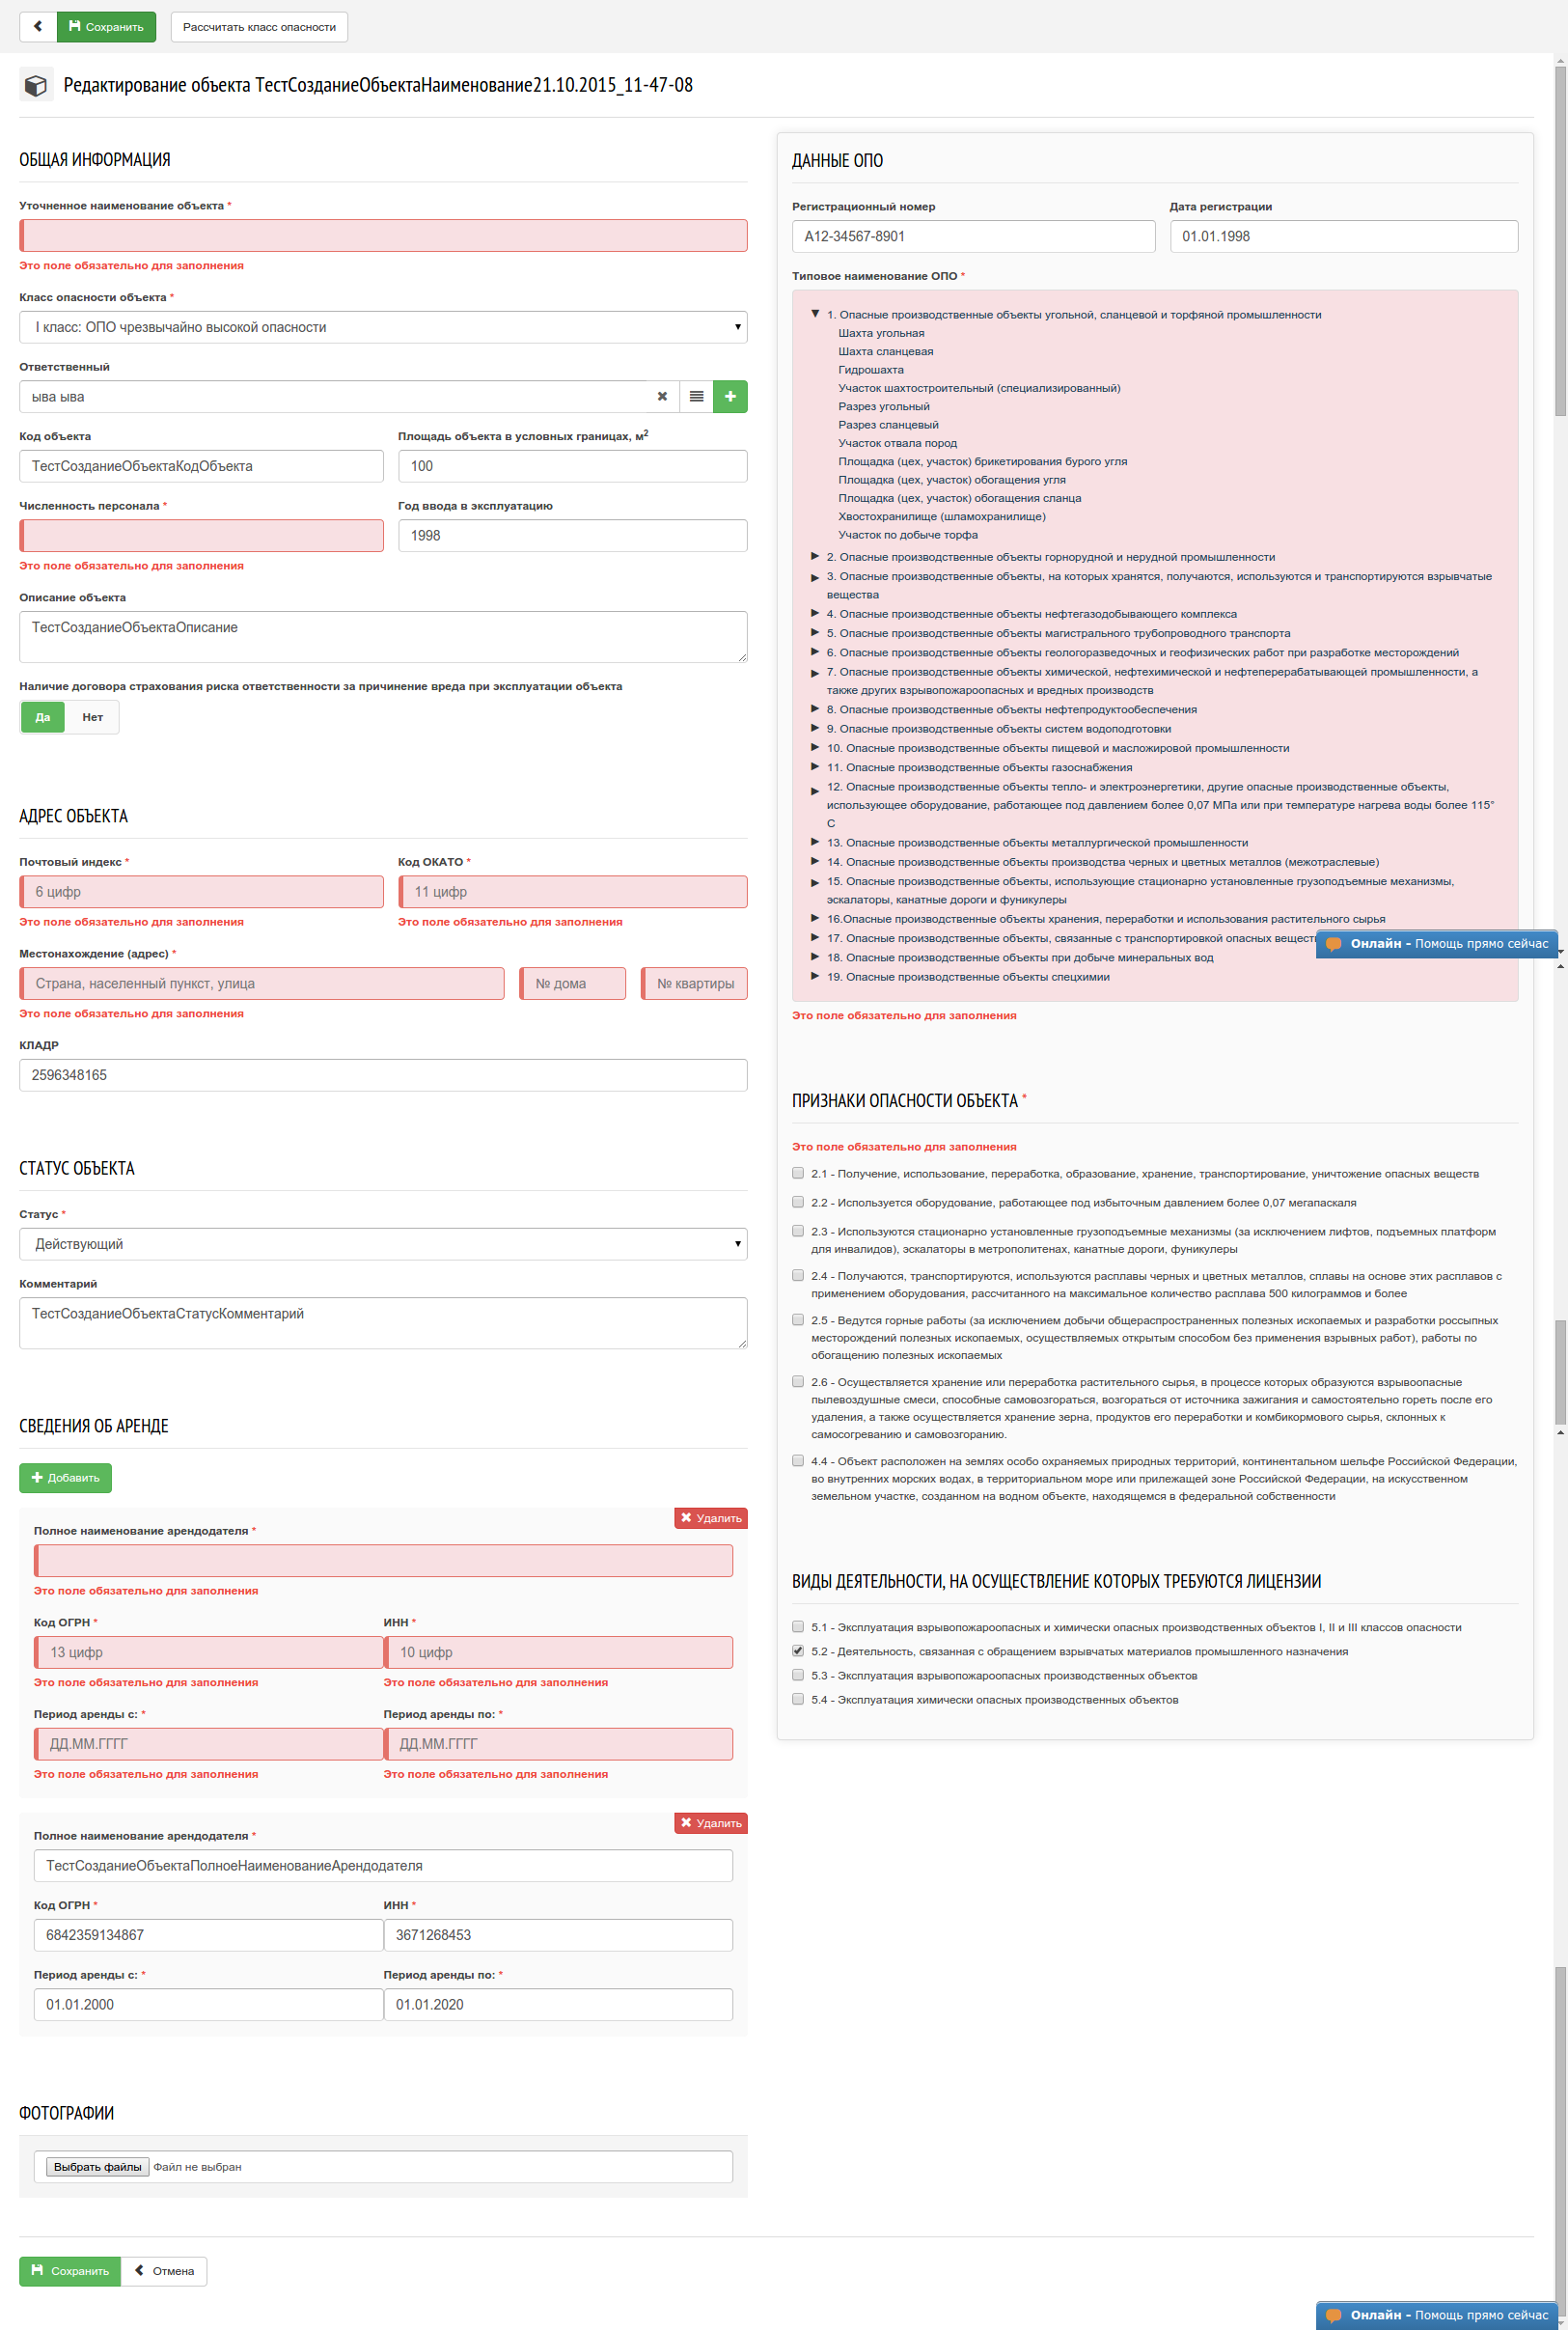 Сохранить
Рассчитать класс опасности
Редактирование объекта ТестСозданиеОбъектаНаименование21.10.2015_11-47-08
ОБЩАЯ ИНФОРМАЦИЯ
Уточненное наименование объекта *
Это поле обязательно для заполнения
Класс опасности объекта *
I класс: ОПО чрезвычайно высокой опасности
Ответственный
ыва ыва
Код объекта
Площадь объекта в условных границах, м2
ТестСозданиеОбъектаКодОбъекта
100
Численность персонала *
Год ввода в эксплуатацию
1998
Это поле обязательно для заполнения
Описание объекта
ТестСозданиеОбъектаОписание
Наличие договора страхования риска ответственности за причинение вреда при эксплуатации объекта
Да Нет
АДРЕС ОБЪЕКТА
Почтовый индекс *
Код ОКАТО *
6 цифр
11 цифр
Это поле обязательно для заполнения
Это поле обязательно для заполнения
Местонахождение (адрес) *
Страна, населенный пункст, улица
№ дома
№ квартиры
Это поле обязательно для заполнения
КЛАДР
2596348165
СТАТУС ОБЪЕКТА
Статус *
Действующий
Комментарий
ТестСозданиеОбъектаСтатусКомментарий
СВЕДЕНИЯ ОБ АРЕНДЕ
Добавить
Удалить
Полное наименование арендодателя *
Это поле обязательно для заполнения
Код ОГРН *
ИНН *
13 цифр
10 цифр
Это поле обязательно для заполнения
Это поле обязательно для заполнения
Период аренды с: *
Период аренды по: *
ДД.ММ.ГГГГ
ДД.ММ.ГГГГ
Это поле обязательно для заполнения
Это поле обязательно для заполнения
Удалить
Полное наименование арендодателя *
ТестСозданиеОбъектаПолноеНаименованиеАрендодателя
Код ОГРН *
ИНН *
6842359134867
3671268453
Период аренды с: *
Период аренды по: *
01.01.2000
01.01.2020
ФОТОГРАФИИ
Выбрать файлы Файл не выбран
ДАННЫЕ ОПО
Регистрационный номер
Дата регистрации
А12-34567-8901
01.01.1998
Типовое наименование ОПО *
1. Опасные производственные объекты угольной, сланцевой и торфяной промышленности
Шахта угольная
Шахта сланцевая
Гидрошахта
Участок шахтостроительный (специализированный)
Разрез угольный
Разрез сланцевый
Участок отвала пород
Площадка (цех, участок) брикетирования бурого угля
Площадка (цех, участок) обогащения угля
Площадка (цех, участок) обогащения сланца
Хвостохранилище (шламохранилище)
Участок по добыче торфа
2. Опасные производственные объекты горнорудной и нерудной промышленности
3. Опасные производственные объекты, на которых хранятся, получаются, используются и транспортируются взрывчатые
вещества
4. Опасные производственные объекты нефтегазодобывающего комплекса
5. Опасные производственные объекты магистрального трубопроводного транспорта
6. Опасные производственные объекты геологоразведочных и геофизических работ при разработке месторождений
7. Опасные производственные объекты химической, нефтехимической и нефтеперерабатывающей промышленности, а
также других взрывопожароопасных и вредных производств
8. Опасные производственные объекты нефтепродуктообеспечения
9. Опасные производственные объекты систем водоподготовки
10. Опасные производственные объекты пищевой и масложировой промышленности
11. Опасные производственные объекты газоснабжения
12. Опасные производственные объекты тепло- и электроэнергетики, другие опасные производственные объекты,
использующее оборудование, работающее под давлением более 0,07 МПа или при температуре нагрева воды более 115°
С
13. Опасные производственные объекты металлургической промышленности
14. Опасные производственные объекты производства черных и цветных металлов (межотраслевые)
15. Опасные производственные объекты, использующие стационарно установленные грузоподъемные механизмы,
эскалаторы, канатные дороги и фуникулеры
16.Опасные производственные объекты хранения, переработки и использования растительного сырья
17. Опасные производственные объекты, связанные с транспортировкой опасных
Онлайн - Помощь прямо сейчас
18. Опасные производственные объекты при добыче минеральных вод
19. Опасные производственные объекты спецхимии
Это поле обязательно для заполнения
ПРИЗНАКИ ОПАСНОСТИ ОБЪЕКТА *
Это поле обязательно для заполнения
2.1 - Получение, использование, переработка, образование, хранение, транспортирование, уничтожение опасных веществ
2.2 - Используется оборудование, работающее под избыточным давлением более 0,07 мегапаскаля
2.3 - Используются стационарно установленные грузоподъемные механизмы (за исключением лифтов, подъемных платформ
для инвалидов), эскалаторы в метрополитенах, канатные дороги, фуникулеры
2.4 - Получаются, транспортируются, используются расплавы черных и цветных металлов, сплавы на основе этих расплавов с
применением оборудования, рассчитанного на максимальное количество расплава 500 килограммов и более
2.5 - Ведутся горные работы (за исключением добычи общераспространенных полезных ископаемых и разработки россыпных
месторождений полезных ископаемых, осуществляемых открытым способом без применения взрывных работ), работы по
обогащению полезных ископаемых
2.6 - Осуществляется хранение или переработка растительного сырья, в процессе которых образуются взрывоопасные
пылевоздушные смеси, способные самовозгораться, возгораться от источника зажигания и самостоятельно гореть после его
удаления, а также осуществляется хранение зерна, продуктов его переработки и комбикормового сырья, склонных к
самосогреванию и самовозгоранию.
4.4 - Объект расположен на землях особо охраняемых природных территорий, континентальном шельфе Российской Федерации,
во внутренних морских водах, в территориальном море или прилежащей зоне Российской Федерации, на искусственном
земельном участке, созданном на водном объекте, находящемся в федеральной собственности
ВИДЫ ДЕЯТЕЛЬНОСТИ, НА ОСУЩЕСТВЛЕНИЕ КОТОРЫХ ТРЕБУЮТСЯ ЛИЦЕНЗИИ
5.1 - Эксплуатация взрывопожароопасных и химически опасных производственных объектов I, II и III классов опасности
5.2 - Деятельность, связанная с обращением взрывчатых материалов промышленного назначения
5.3 - Эксплуатация взрывопожароопасных производственных объектов
5.4 - Эксплуатация химически опасных производственных объектов
Сохранить
Отмена
Онлайн - Помощь прямо сейчас